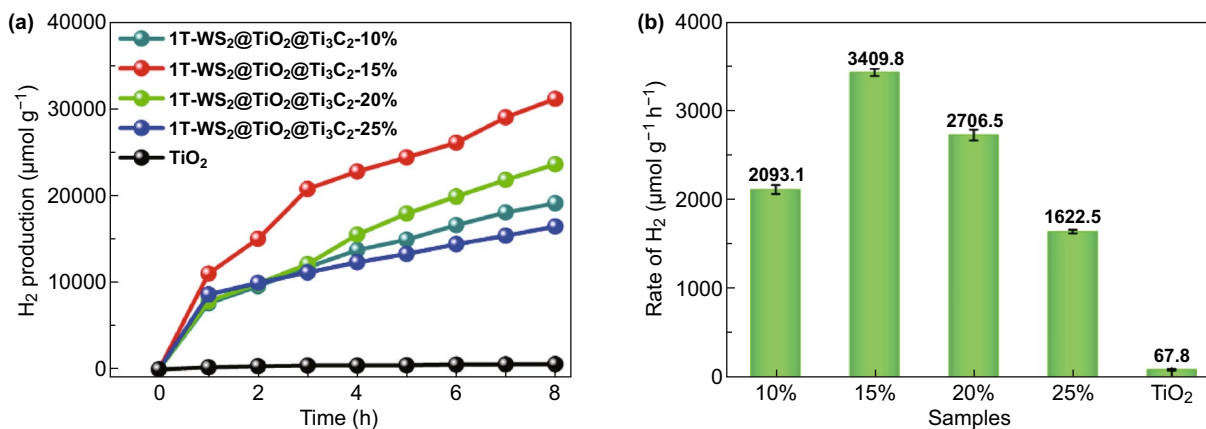 (a)
H₂ production (μmol g⁻¹)
40000
30000
20000
10000
0
1T-WS₂@TiO₂@Ti₃C₂-10%
1T-WS₂@TiO₂@Ti₃C₂-15%
1T-WS₂@TiO₂@Ti₃C₂-20%
1T-WS₂@TiO₂@Ti₃C₂-25%
TiO₂
0 2 4 6 8
Time (h)
(b)
Rate of H₂ (μmol g⁻¹ h⁻¹)
4000
3000
2000
1000
0
2093.1
3409.8
2706.5
1622.5
67.8
10% 15% 20% 25% TiO₂
Samples